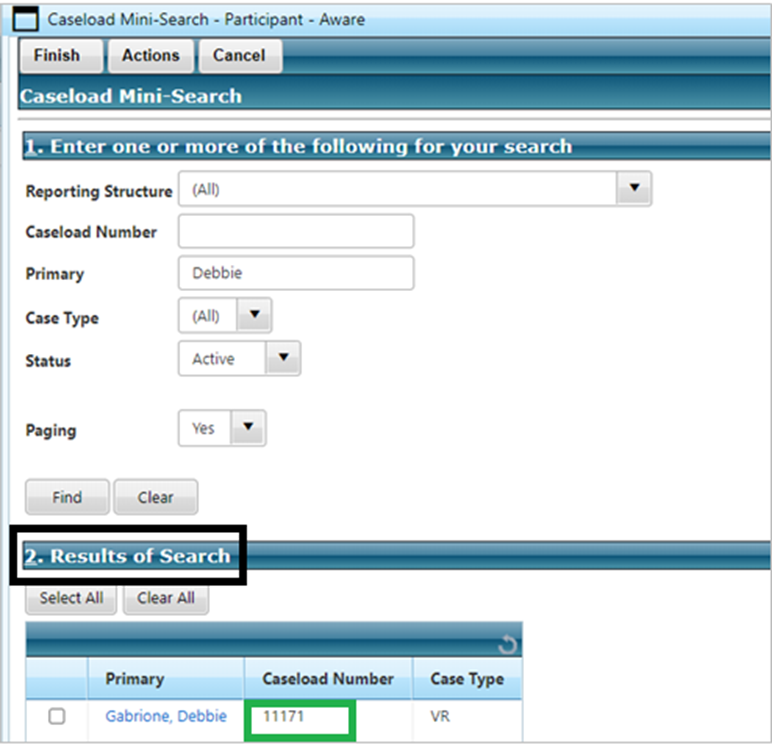 Caseload Mini-Search - Participant - Aware
Finish Actions Cancel
Caseload Mini-Search
1. Enter one or more of the following for your search
Reporting Structure (All)
Caseload Number
Primary Debbie
Case Type (All)
Status Active
Paging Yes
Find Clear
2. Results of Search
Select All Clear All
Primary Caseload Number Case Type
Gabrione, Debbie 11171 VR